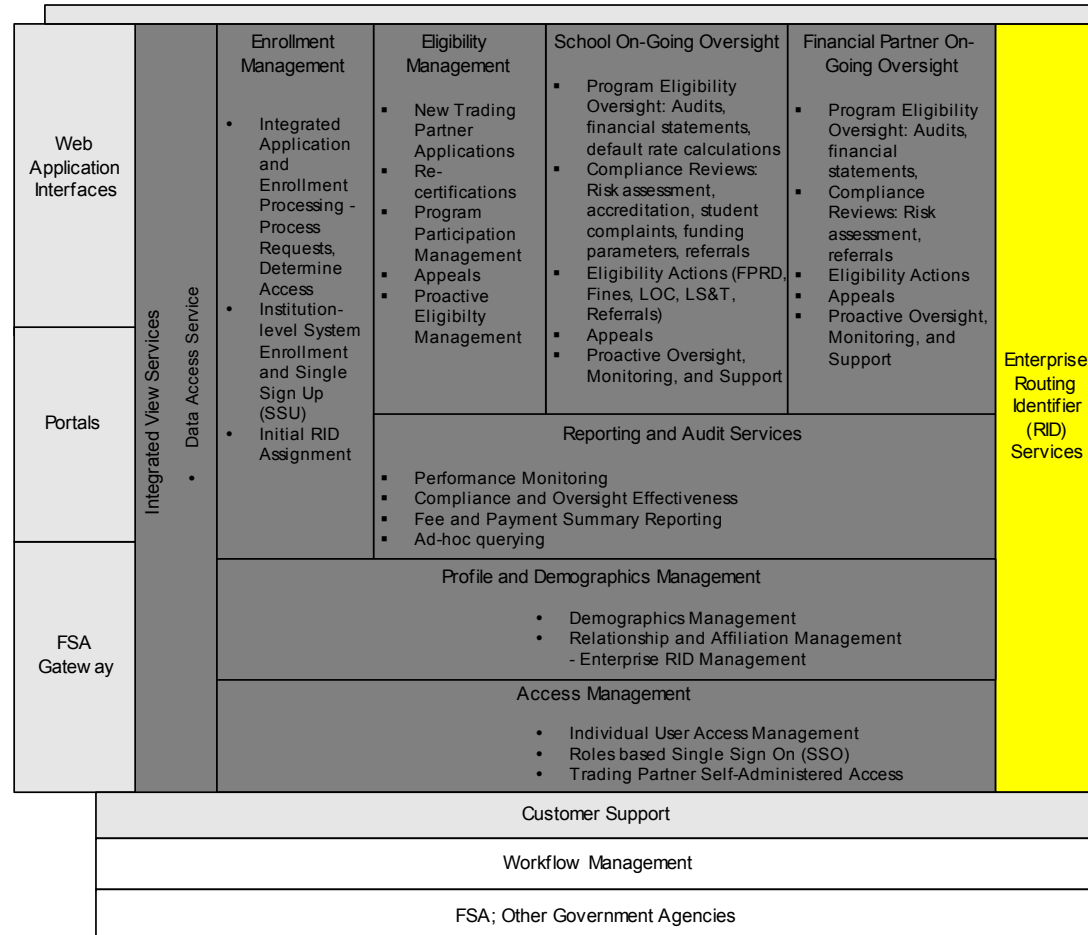 Web
Application
Interfaces
Portals
FSA
Gateway
Integrated View Services
• Data Access Service
Enrollment
Management
• Integrated
Application
and
Enrollment
Processing -
Process
Requests,
Determine
Access
• Institution-
level System
Enrollment
and Single
Sign Up
(SSU)
• Initial RID
Assignment
Eligibility
Management
▪ New Trading
Partner
Applications
▪ Re-
certifications
▪ Program
Participation
Management
▪ Appeals
▪ Proactive
Eligibilty
Management
School On-Going Oversight
▪ Program Eligibility
Oversight: Audits,
financial statements,
default rate calculations
▪ Compliance Reviews:
Risk assessment,
accreditation, student
complaints, funding
parameters, referrals
▪ Eligibility Actions (FPRD,
Fines, LOC, LS&T,
Referrals)
▪ Appeals
▪ Proactive Oversight,
Monitoring, and Support
Financial Partner On-
Going Oversight
▪ Program Eligibility
Oversight: Audits,
financial
statements,
▪ Compliance
Reviews: Risk
assessment,
referrals
▪ Eligibility Actions
▪ Appeals
▪ Proactive Oversight,
Monitoring, and
Support
Reporting and Audit Services
▪ Performance Monitoring
▪ Compliance and Oversight Effectiveness
▪ Fee and Payment Summary Reporting
▪ Ad-hoc querying
Profile and Demographics Management
• Demographics Management
• Relationship and Affiliation Management
- Enterprise RID Management
Access Management
• Individual User Access Management
• Roles based Single Sign On (SSO)
• Trading Partner Self-Administered Access
Enterprise
Routing
Identifier
(RID)
Services
Customer Support
Workflow Management
FSA; Other Government Agencies